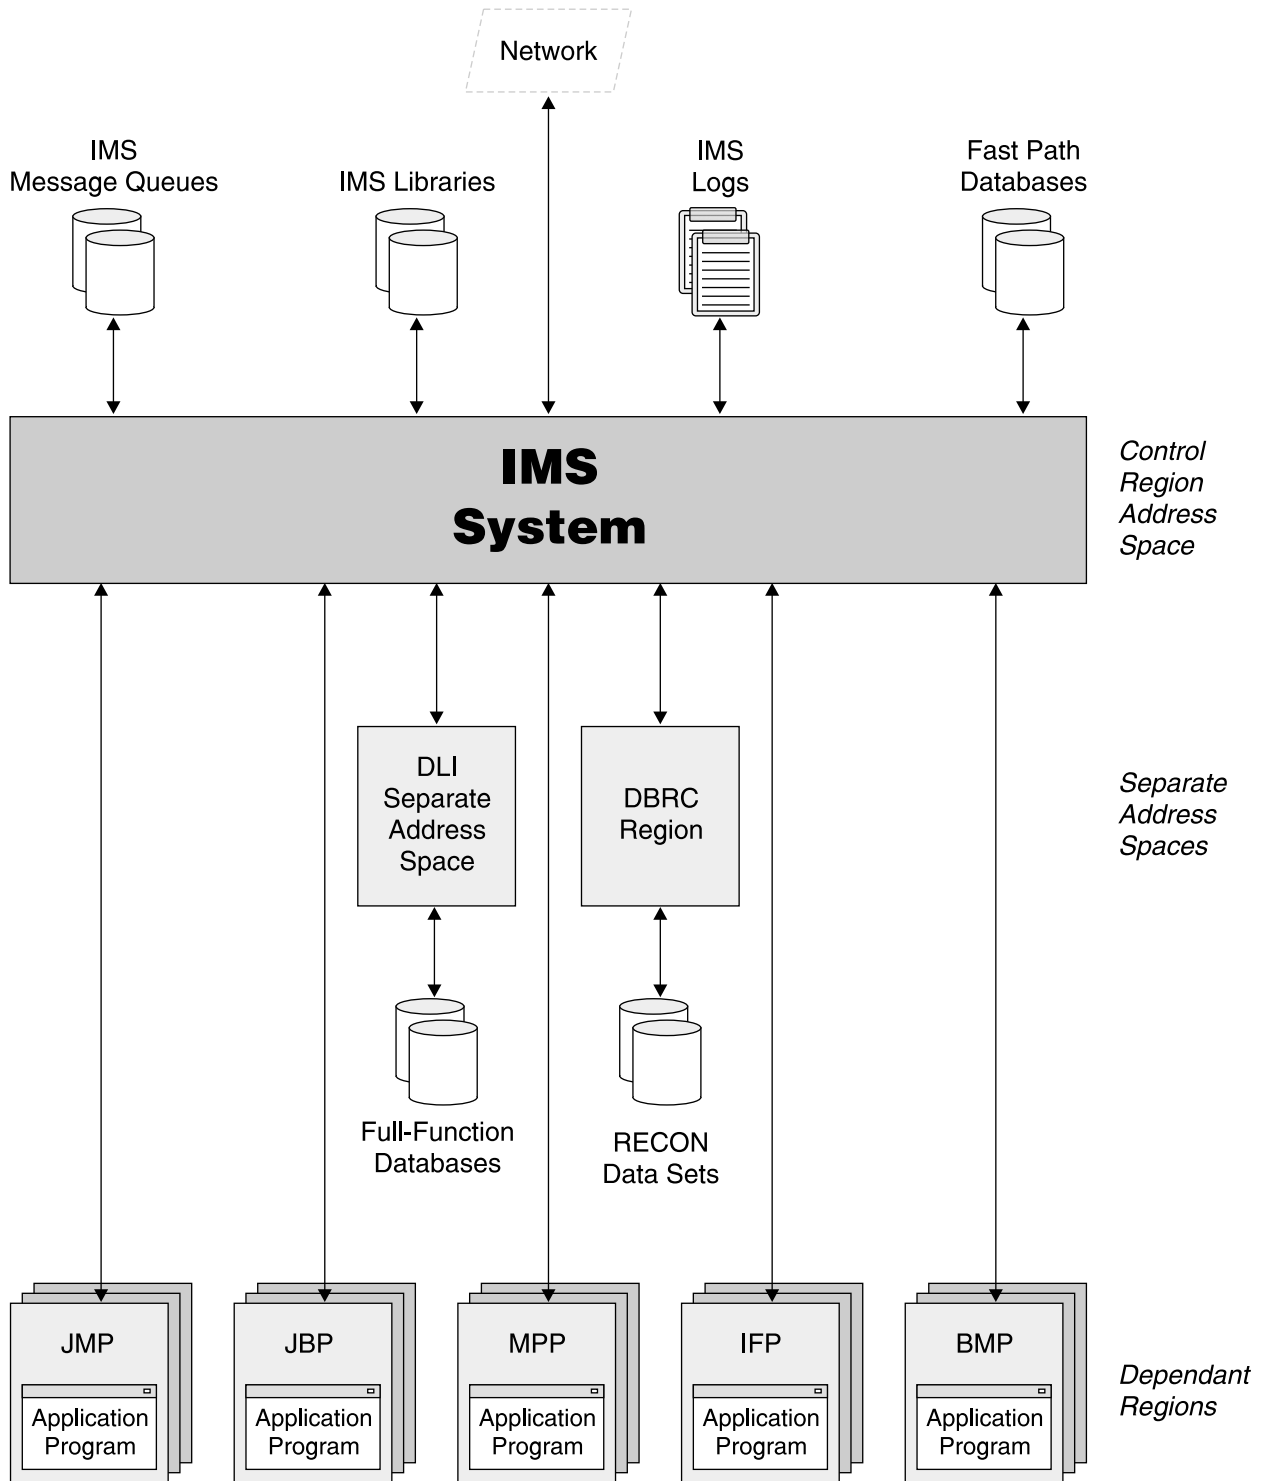 Network
IMS
Message Queues
IMS Libraries
IMS
Logs
Fast Path
Databases
IMS
System
Control
Region
Address
Space
DLI
Separate
Address
Space
DBRC
Region
Separate
Address
Spaces
Full-Function
Databases
RECON
Data Sets
JMP
Application
Program
JBP
Application
Program
MPP
Application
Program
IFP
Application
Program
BMP
Application
Program
Dependant
Regions